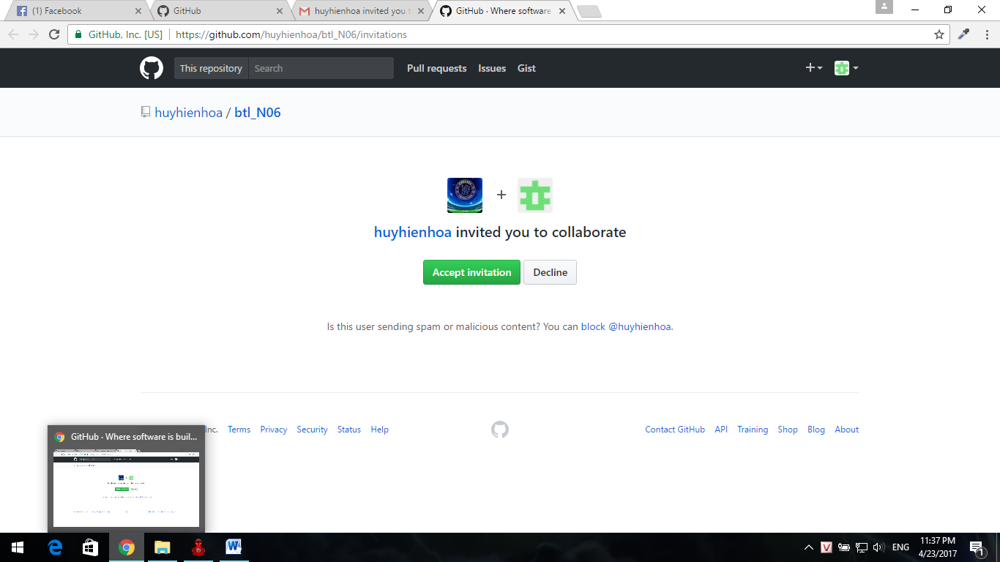 (1) Facebook
GitHub
huyhienhoa invited you t
GitHub · Where software
GitHub, Inc. [US] https://github.com/huyhienhoa/btl_N06/invitations
This repository Search Pull requests Issues Gist
huyhienhoa / btl_N06
huyhienhoa invited you to collaborate
Accept invitation Decline
Is this user sending spam or malicious content? You can block @huyhienhoa.
Inc. Terms Privacy Security Status Help Contact GitHub API Training Shop Blog About
GitHub · Where software is buil...
ENG
11:37 PM
4/23/2017
1